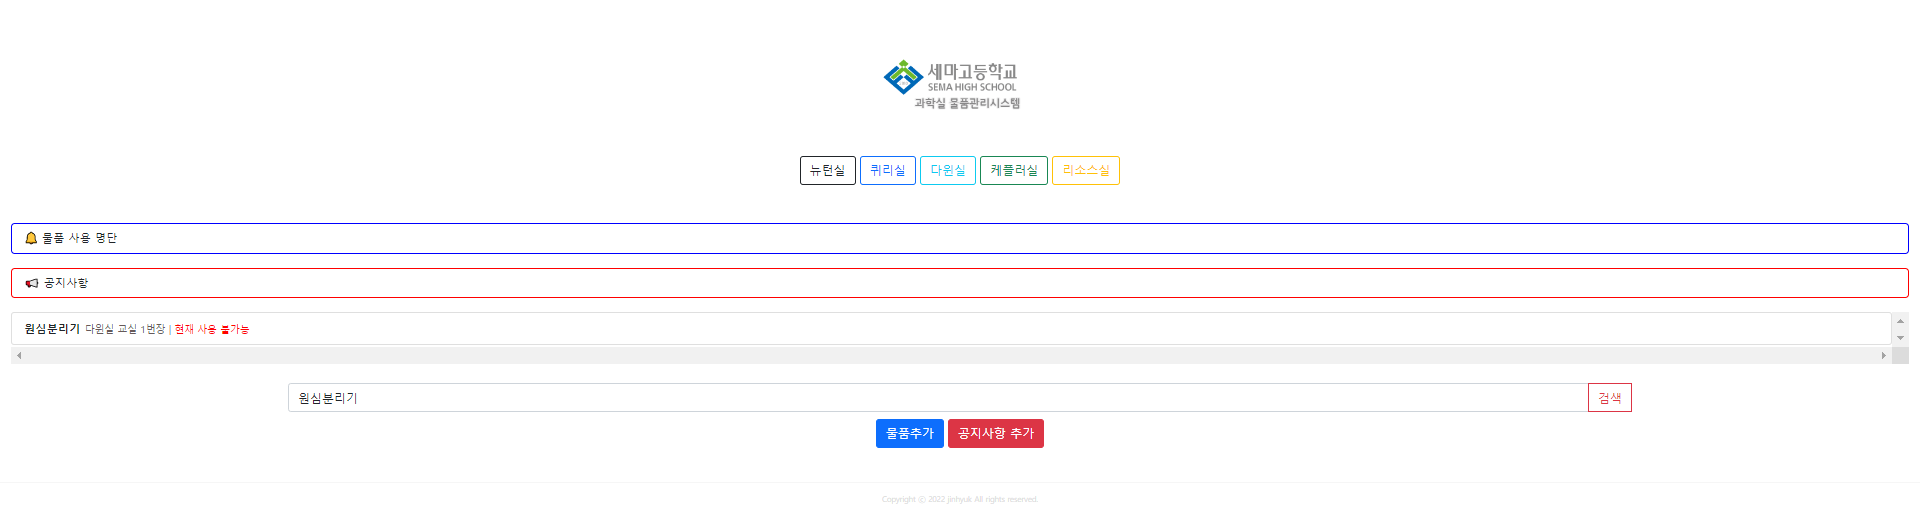 세마고등학교
SEMA HIGH SCHOOL
과학실 물품관리시스템
뉴턴실 퀴리실 다윈실 케플러실 리소스실
물품 사용 명단
공지사항
원심분리기 다윈실 교실 1번장 | 현재 사용 불가능
원심분리기 검색
물품추가 공지사항 추가
Copyright ⓒ 2022 jinhyuk All rights reserved.